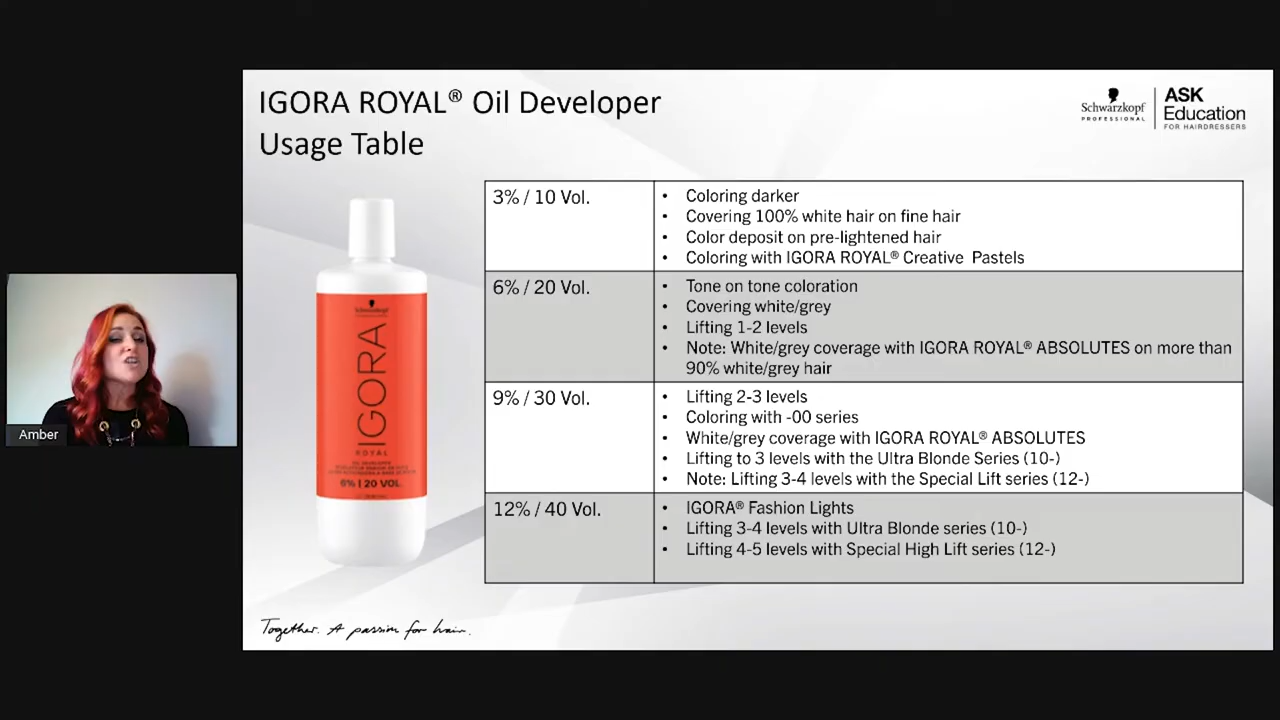 IGORA ROYAL® Oil Developer
Usage Table
Schwarzkopf
PROFESSIONAL
ASK
Education
FOR HAIRDRESSERS
3% / 10 Vol.
• Coloring darker
• Covering 100% white hair on fine hair
• Color deposit on pre-lightened hair
• Coloring with IGORA ROYAL® Creative Pastels
6% / 20 Vol.
• Tone on tone coloration
• Covering white/grey
• Lifting 1-2 levels
• Note: White/grey coverage with IGORA ROYAL® ABSOLUTES on more than
90% white/grey hair
9% / 30 Vol.
• Lifting 2-3 levels
• Coloring with -00 series
• White/grey coverage with IGORA ROYAL® ABSOLUTES
• Lifting to 3 levels with the Ultra Blonde Series (10-)
• Note: Lifting 3-4 levels with the Special Lift series (12-)
12% / 40 Vol.
• IGORA® Fashion Lights
• Lifting 3-4 levels with Ultra Blonde series (10-)
• Lifting 4-5 levels with Special High Lift series (12-)
Schwarzkopf
IGORA
ROYAL
OIL DEVELOPER
6% | 20 VOL.
Amber
Together. A passion for hair.